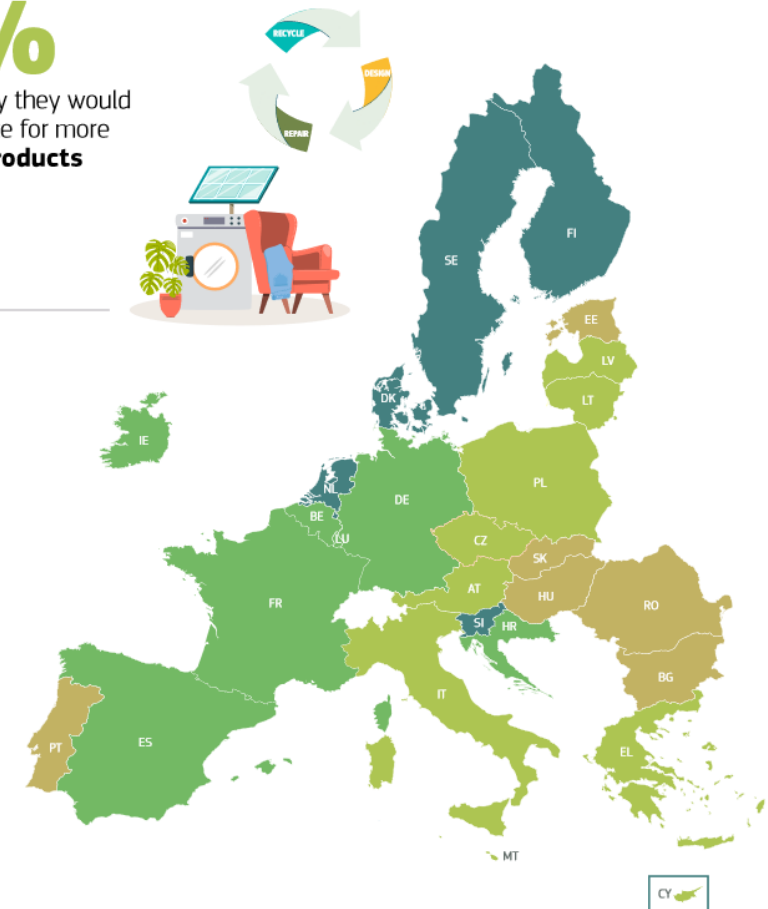 %
y they would
e for more
roducts
RECYCLE
DESIGN
REPAIR
FI
SE
EE
LV
DK
LT
IE
PL
NL
DE
BE
LU
CZ
SK
AT
HU
FR
RO
SI
HR
BG
IT
ES
PT
EL
MT
CY